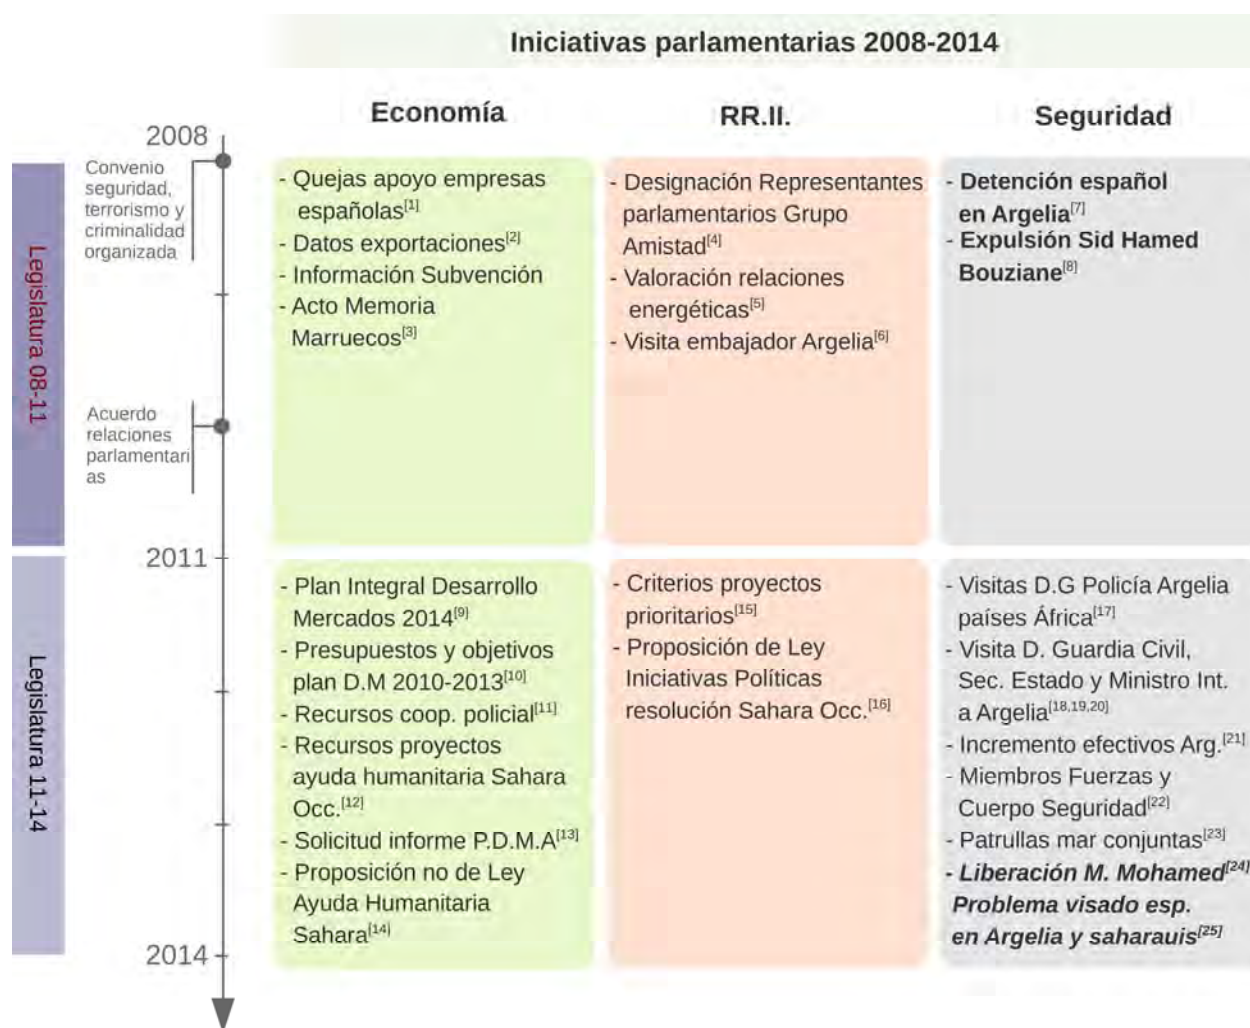 Iniciativas parlamentarias 2008-2014
Economía
RR.II.
Seguridad
2008
Convenio
seguridad,
terrorismo y
criminalidad
organizada
Legislatura 08-11
- Quejas apoyo empresas
españolas[1]
- Datos exportaciones[2]
- Información Subvención
- Acto Memoria
Marruecos[3]
- Designación Representantes
parlamentarios Grupo
Amistad[4]
- Valoración relaciones
energéticas[5]
- Visita embajador Argelia[6]
- Detención español
en Argelia[7]
- Expulsión Sid Hamed
Bouziane[8]
Acuerdo
relaciones
parlamentari
as
2011
Legislatura 11-14
- Plan Integral Desarrollo
Mercados 2014[9]
- Presupuestos y objetivos
plan D.M 2010-2013[10]
- Recursos coop. policial[11]
- Recursos proyectos
ayuda humanitaria Sahara
Occ.[12]
- Solicitud informe P.D.M.A[13]
- Proposición no de Ley
Ayuda Humanitaria
Sahara[14]
- Criterios proyectos
prioritarios[15]
- Proposición de Ley
Iniciativas Políticas
resolución Sahara Occ.[16]
- Visitas D.G Policía Argelia
países África[17]
- Visita D. Guardia Civil,
Sec. Estado y Ministro Int.
a Argelia[18,19,20]
- Incremento efectivos Arg.[21]
- Miembros Fuerzas y
Cuerpo Seguridad[22]
- Patrullas mar conjuntas[23]
- Liberación M. Mohamed[24]
Problema visado esp.
en Argelia y saharauis[25]
2014